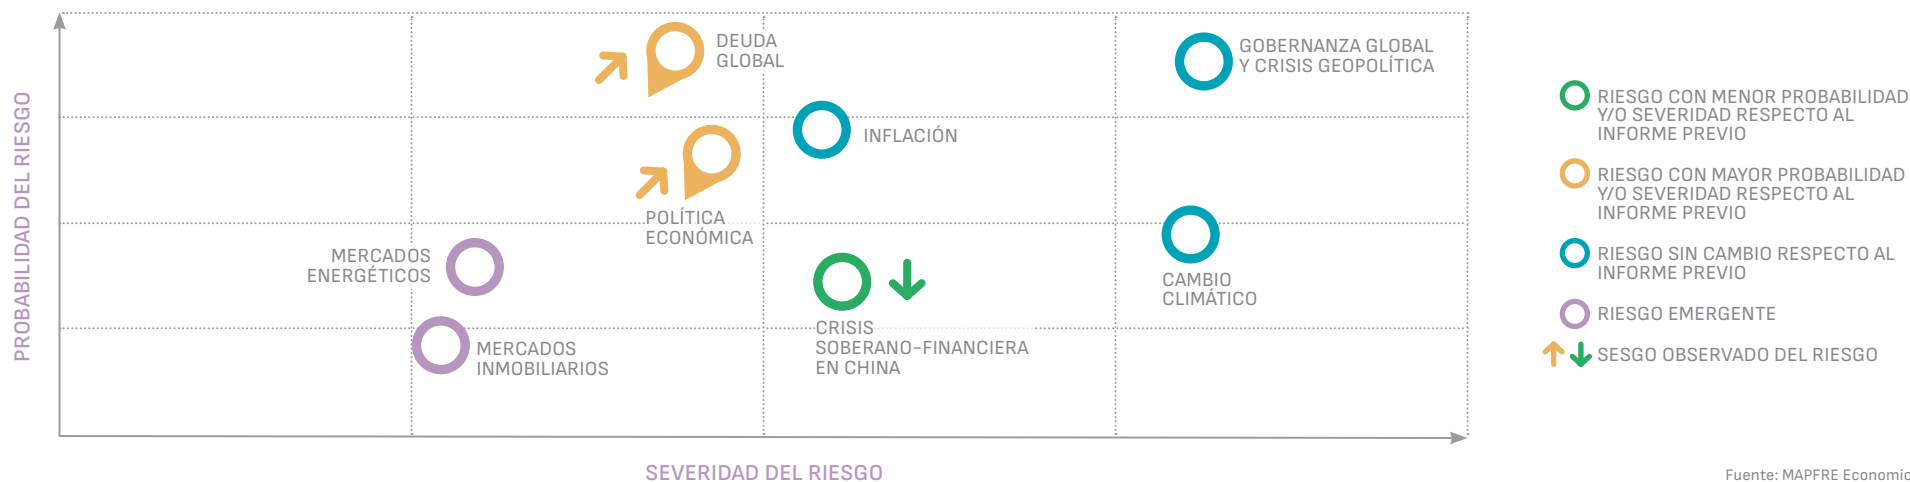 PROBABILIDAD DEL RIESGO
DEUDA
GLOBAL
GOBERNANZA GLOBAL
Y CRISIS GEOPOLÍTICA
INFLACIÓN
POLÍTICA
ECONÓMICA
MERCADOS
ENERGÉTICOS
CAMBIO
CLIMÁTICO
CRISIS
SOBERANO-FINANCIERA
EN CHINA
MERCADOS
INMOBILIARIOS
SEVERIDAD DEL RIESGO
RIESGO CON MENOR PROBABILIDAD
Y/O SEVERIDAD RESPECTO AL
INFORME PREVIO
RIESGO CON MAYOR PROBABILIDAD
Y/O SEVERIDAD RESPECTO AL
INFORME PREVIO
RIESGO SIN CAMBIO RESPECTO AL
INFORME PREVIO
RIESGO EMERGENTE
SESGO OBSERVADO DEL RIESGO
Fuente: MAPFRE Economic